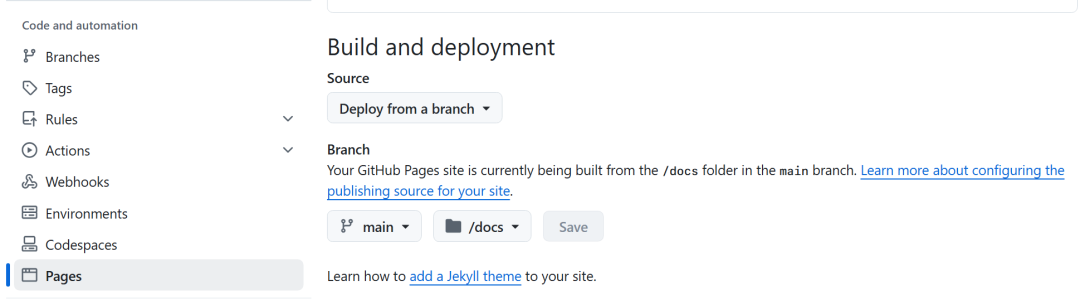 Code and automation
Branches
Tags
Rules
Actions
Webhooks
Environments
Codespaces
Pages
Build and deployment
Source
Deploy from a branch
Branch
Your GitHub Pages site is currently being built from the /docs folder in the main branch. Learn more about configuring the
publishing source for your site.
main /docs Save
Learn how to add a Jekyll theme to your site.